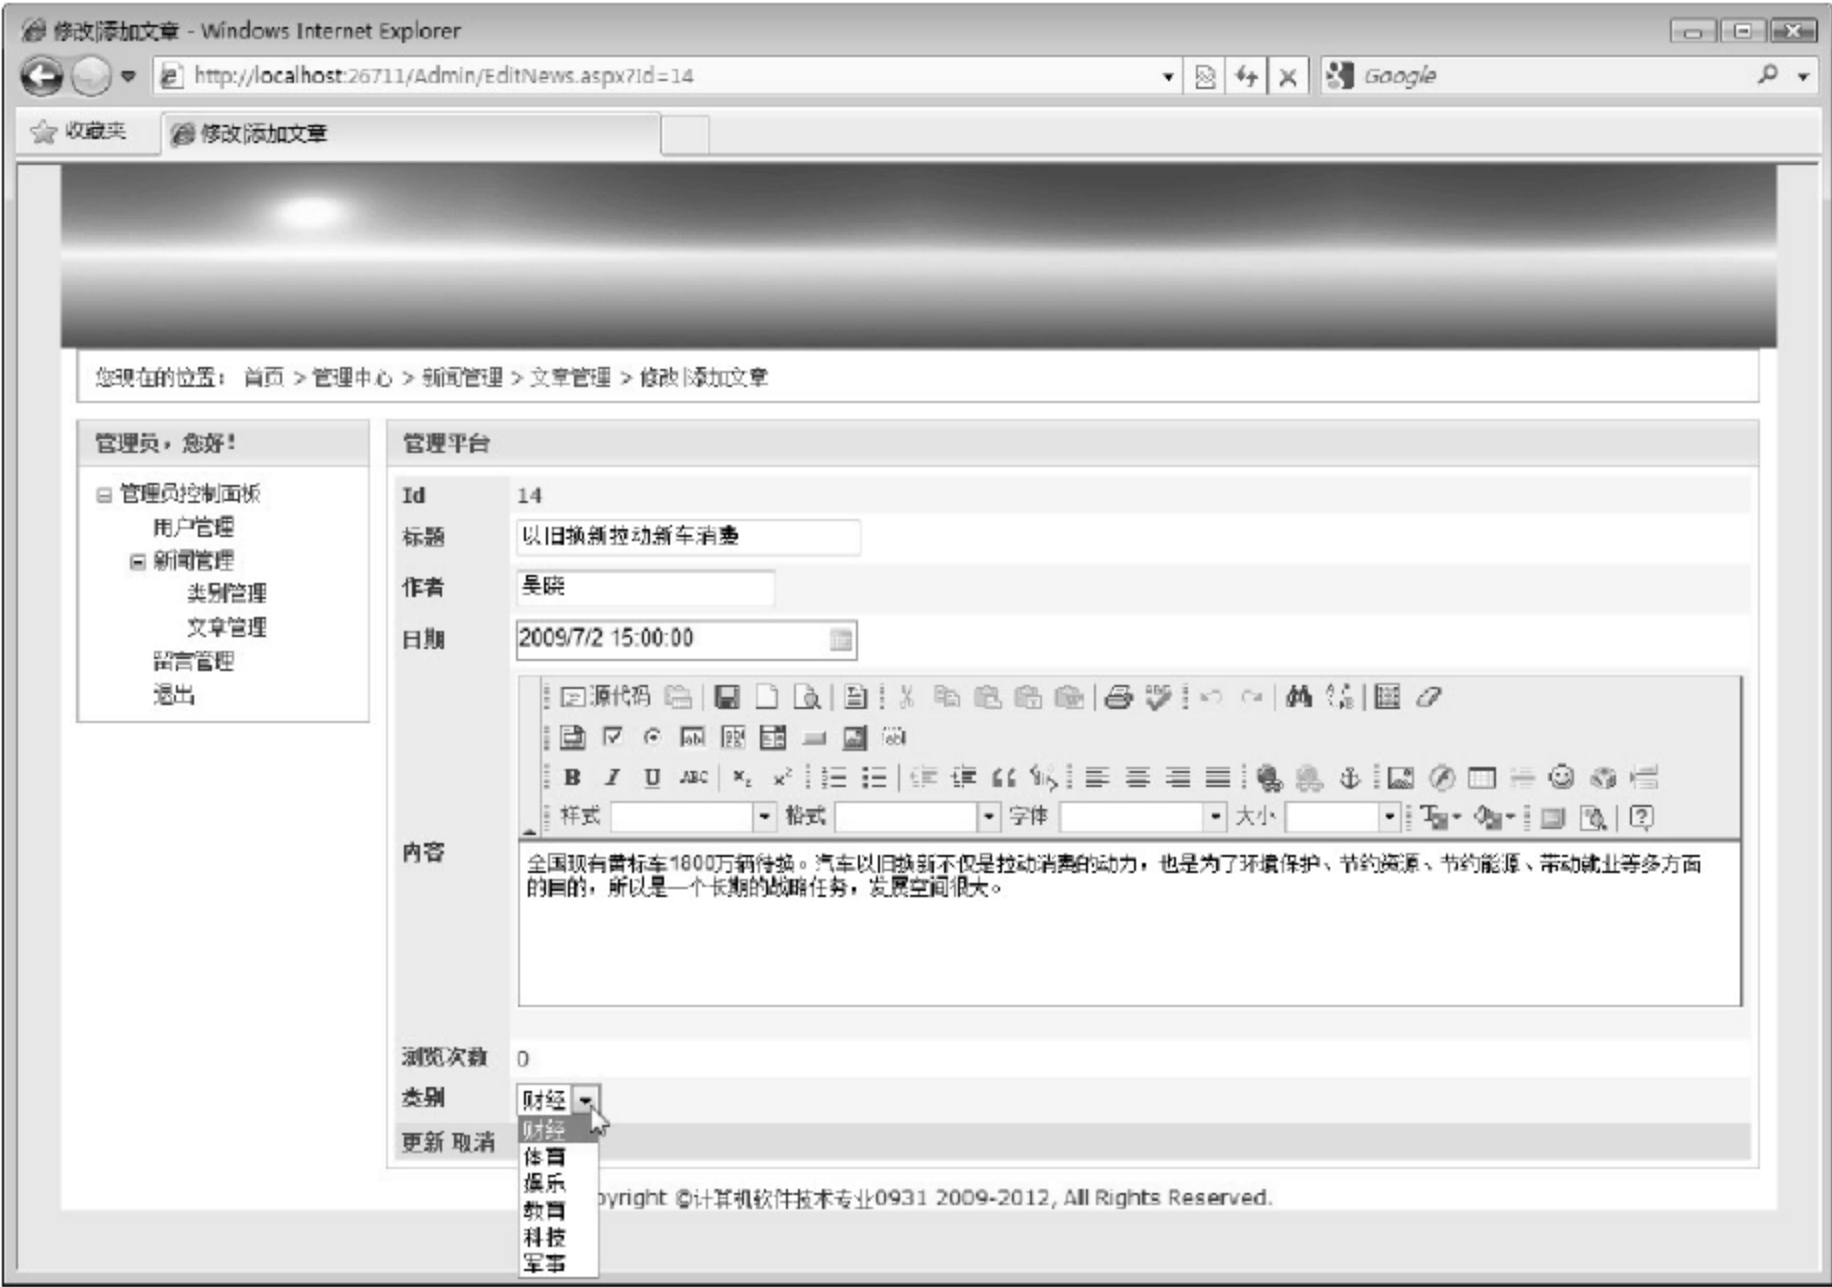 修改|添加文章 - Windows Internet Explorer
http://localhost:26711/Admin/EditNews.aspx?Id=14
Google
收藏夹
修改|添加文章
您现在的位置： 首页 > 管理中心 > 新闻管理 > 文章管理 > 修改|添加文章
管理员，您好！
管理员控制面板
用户管理
新闻管理
类别管理
文章管理
留言管理
退出
管理平台
Id 14
标题 以旧换新拉动新车消费
作者 吴晓
日期 2009/7/2 15:00:00
源代码
B I U ABC
样式 格式 字体 大小
内容
全国现有黄标车1800万辆待换。汽车以旧换新不仅是拉动消费的动力，也是为了环境保护、节约资源、节约能源、带动就业等多方面
的目的，所以是一个长期的战略任务，发展空间很大。
浏览次数 0
类别 财经
财经
体育
娱乐
教育
科技
军事
更新 取消
pyright ©计算机软件技术专业0931 2009-2012, All Rights Reserved.